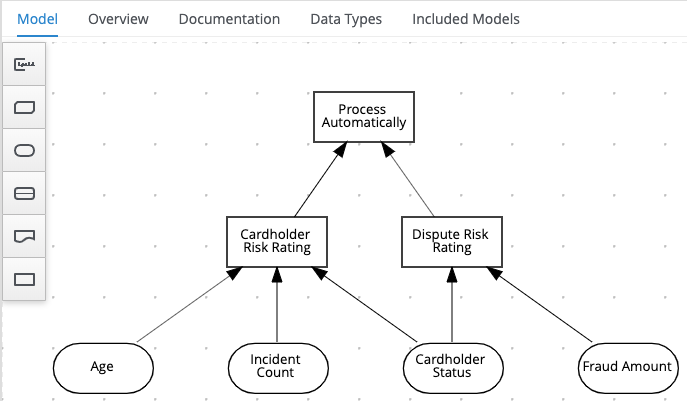 Model Overview Documentation Data Types Included Models
Process
Automatically
Cardholder
Risk Rating
Dispute Risk
Rating
Age
Incident
Count
Cardholder
Status
Fraud Amount